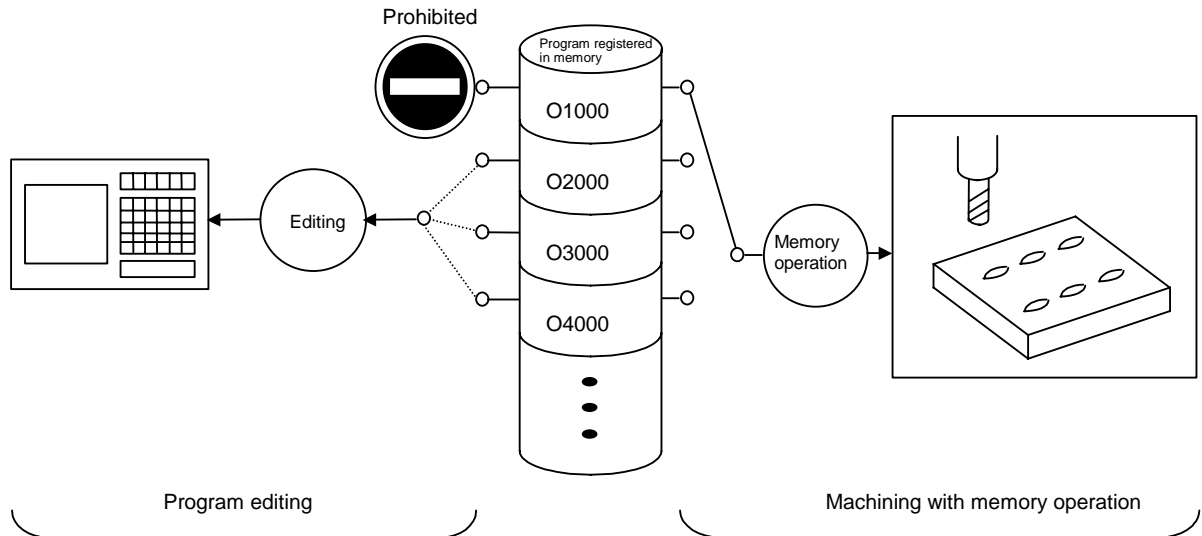 Prohibited
Program registered
in memory
O1000
O2000
O3000
O4000
Editing
Memory
operation
Program editing
Machining with memory operation